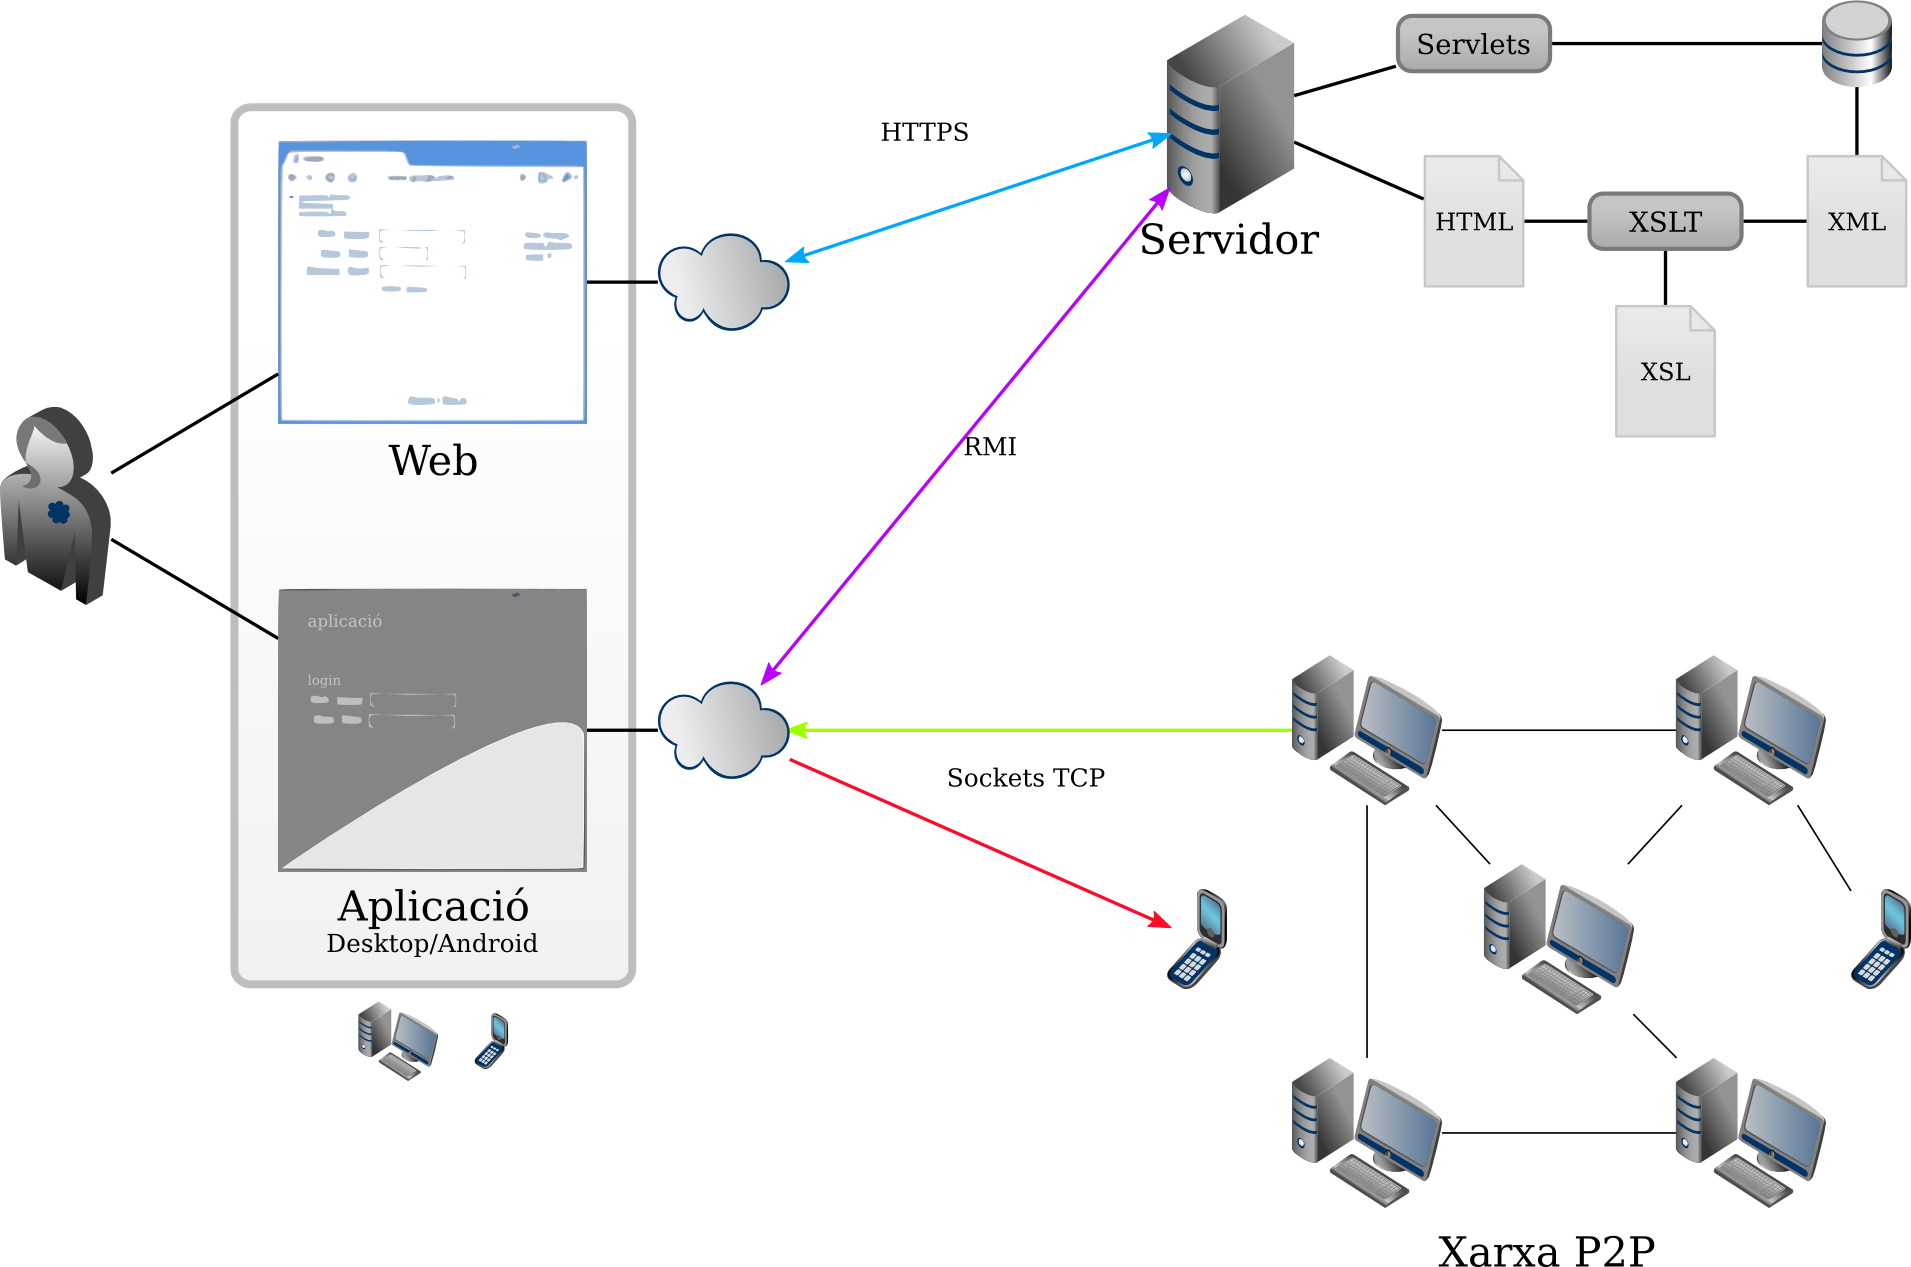 Servlets
HTTPS
HTML
XSLT
XML
Servidor
XSL
RMI
Web
aplicació
login
Sockets TCP
Aplicació
Desktop/Android
Xarxa P2P